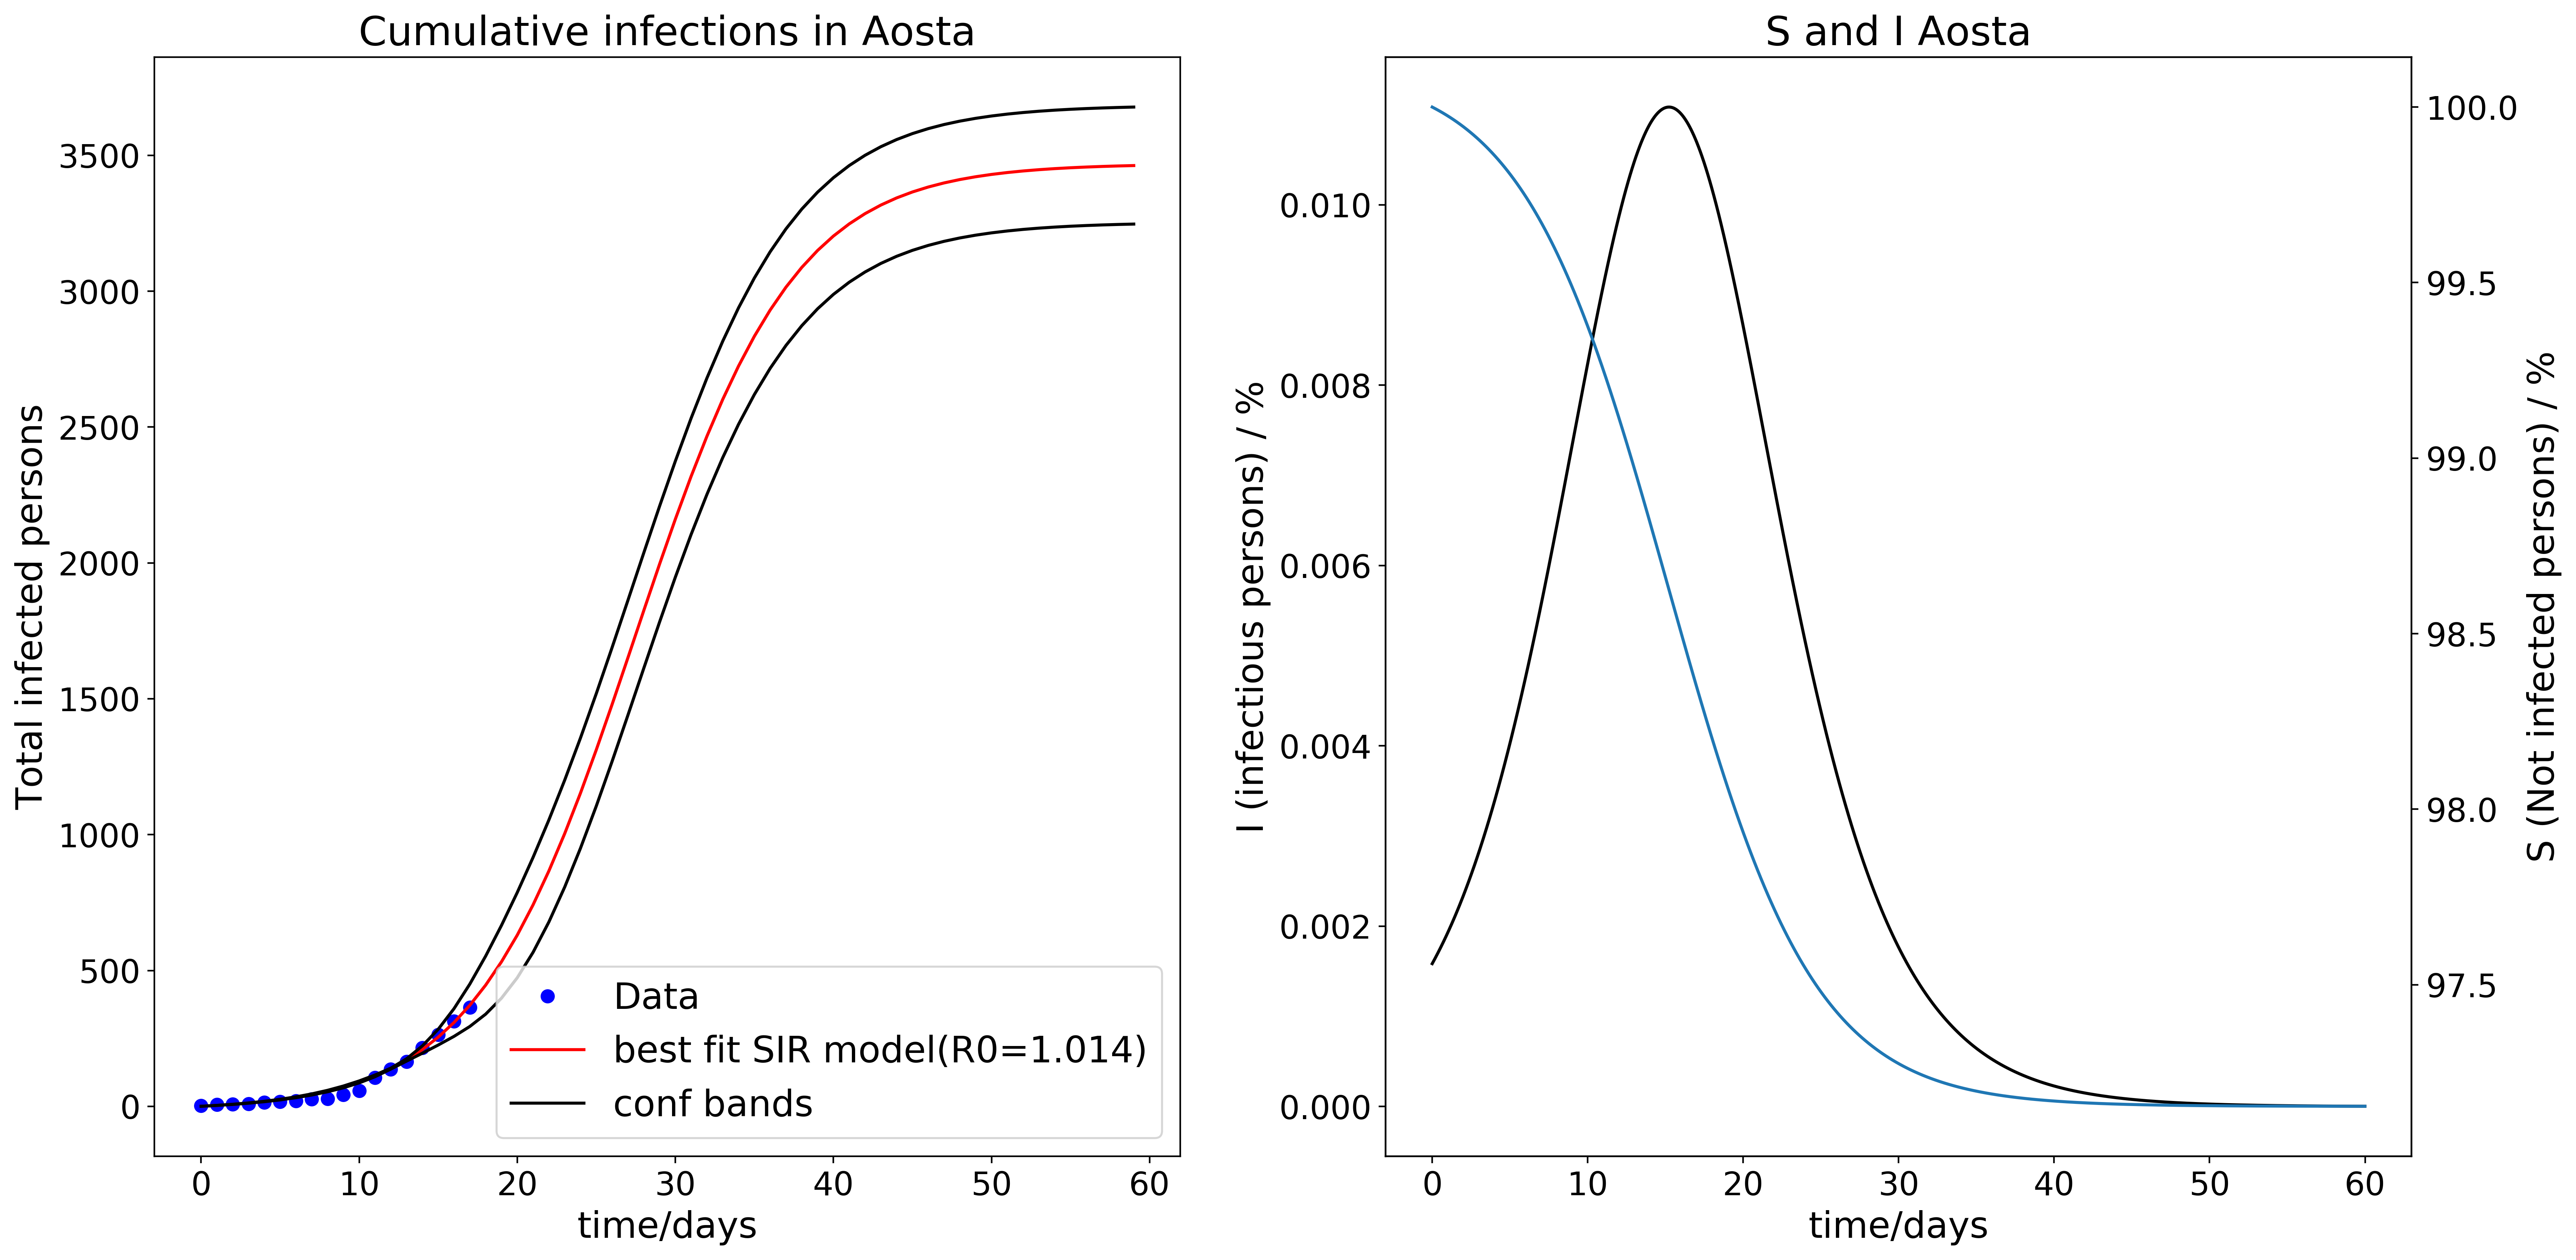 Cumulative infections in Aosta
Total infected persons
3500
3000
2500
2000
1500
1000
500
0
Data
best fit SIR model(R0=1.014)
conf bands
0 10 20 30 40 50 60
time/days
S and I Aosta
I (infectious persons) / %
0.010
0.008
0.006
0.004
0.002
0.000
100.0
99.5
99.0
98.5
98.0
97.5
S (Not infected persons) / %
0 10 20 30 40 50 60
time/days